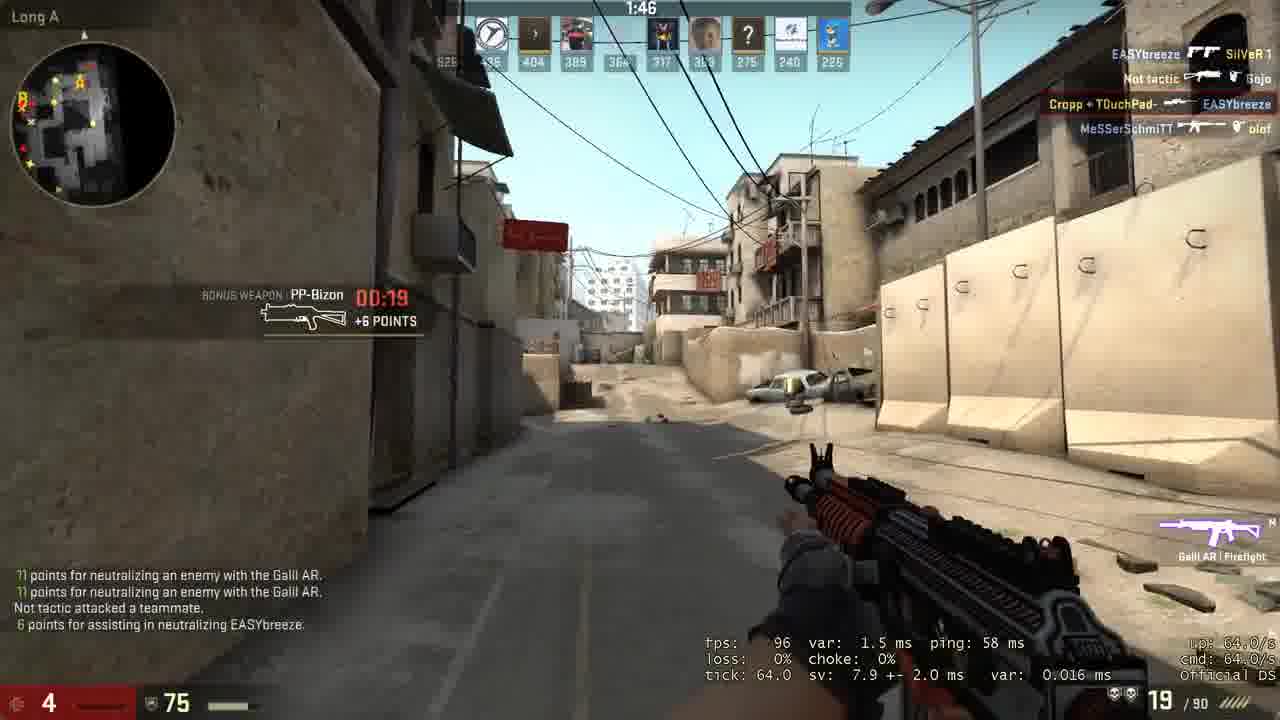 Long A
1:46
404 389 364 317 275 240 225
EASYbreeze SilVeR 1
Not tactic Gojo
Cropp + T0uchPad- EASYbreeze
MeSSerSchmiTT olof
BONUS WEAPON : PP-Bizon 00:19
+6 POINTS
Galil AR | Firefight
11 points for neutralizing an enemy with the Galil AR.
11 points for neutralizing an enemy with the Galil AR.
Not tactic attacked a teammate.
6 points for assisting in neutralizing EASYbreeze.
fps: 96 var: 1.5 ms ping: 58 ms up: 64.0/s
loss: 0% choke: 0% cmd: 64.0/s
tick: 64.0 sv: 7.9 +- 2.0 ms var: 0.016 ms Official DS
4 75 19 / 90